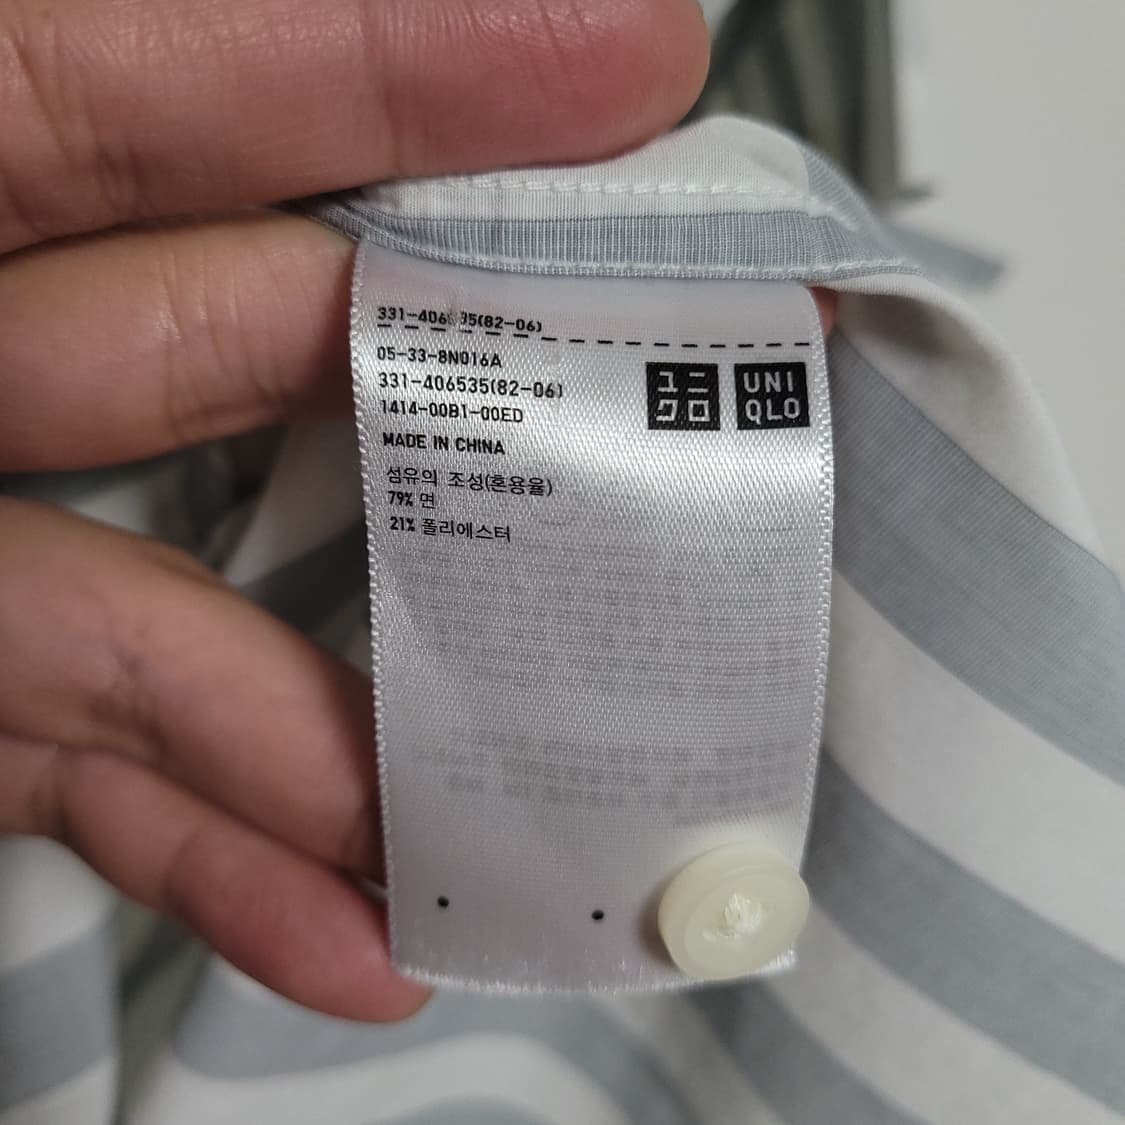 331-406535(82-06)
05-33-8N016A
331-406535(82-06)
1414-00B1-00ED
MADE IN CHINA
섬유의 조성(혼용율)
79% 면
21% 폴리에스터
ユニ
クロ
UNI
QLO